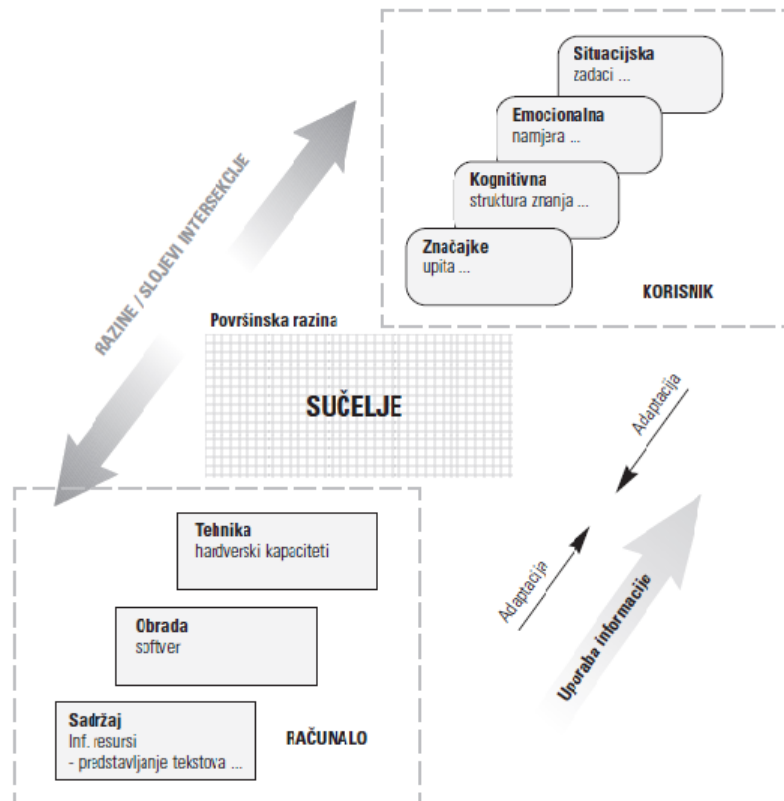 Situacijska
zadaci ...
Emocionalna
namjera ...
Kognitivna
struktura znanja ...
Značajke
upita ...
KORISNIK
RAZINE / SLOJEVI INTERSEKCIJE
Površinska razina
SUČELJE
Adaptacija
Adaptacija
Uporaba informacije
Tehnika
hardverski kapaciteti
Obrada
softver
Sadržaj
Inf. resursi
- predstavljanje tekstova ...
RAČUNALO